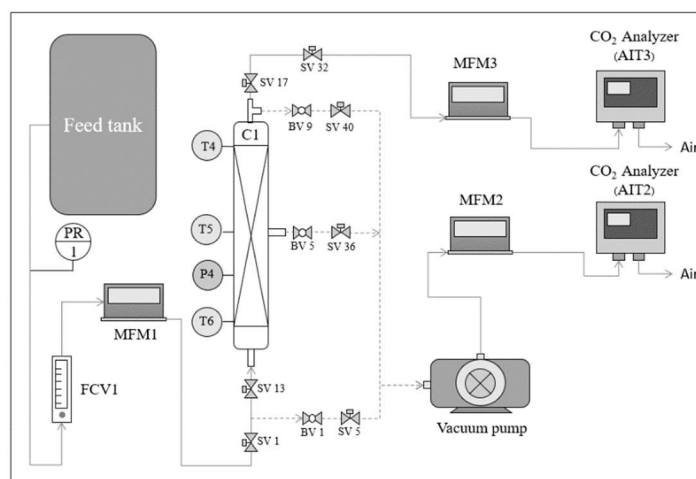 CO₂ Analyzer
(AIT3)
MFM3
SV 32
SV 17
Feed tank
C1
BV 9
SV 40
Air
T4
CO₂ Analyzer
(AIT2)
MFM2
T5
BV 5
SV 36
PR
1
P4
Air
T6
MFM1
FCV1
SV 13
BV 1
SV 5
SV 1
Vacuum pump